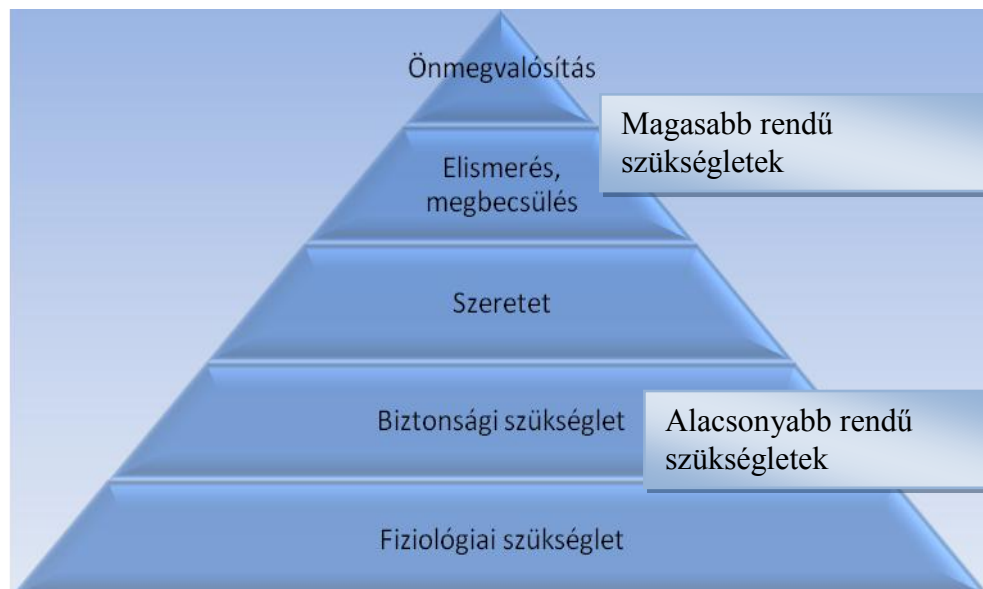 Önmegvalósítás
Magasabb rendű
szükségletek
Elismerés,
megbecsülés
Szeretet
Biztonsági szükséglet
Alacsonyabb rendű
szükségletek
Fiziológiai szükséglet